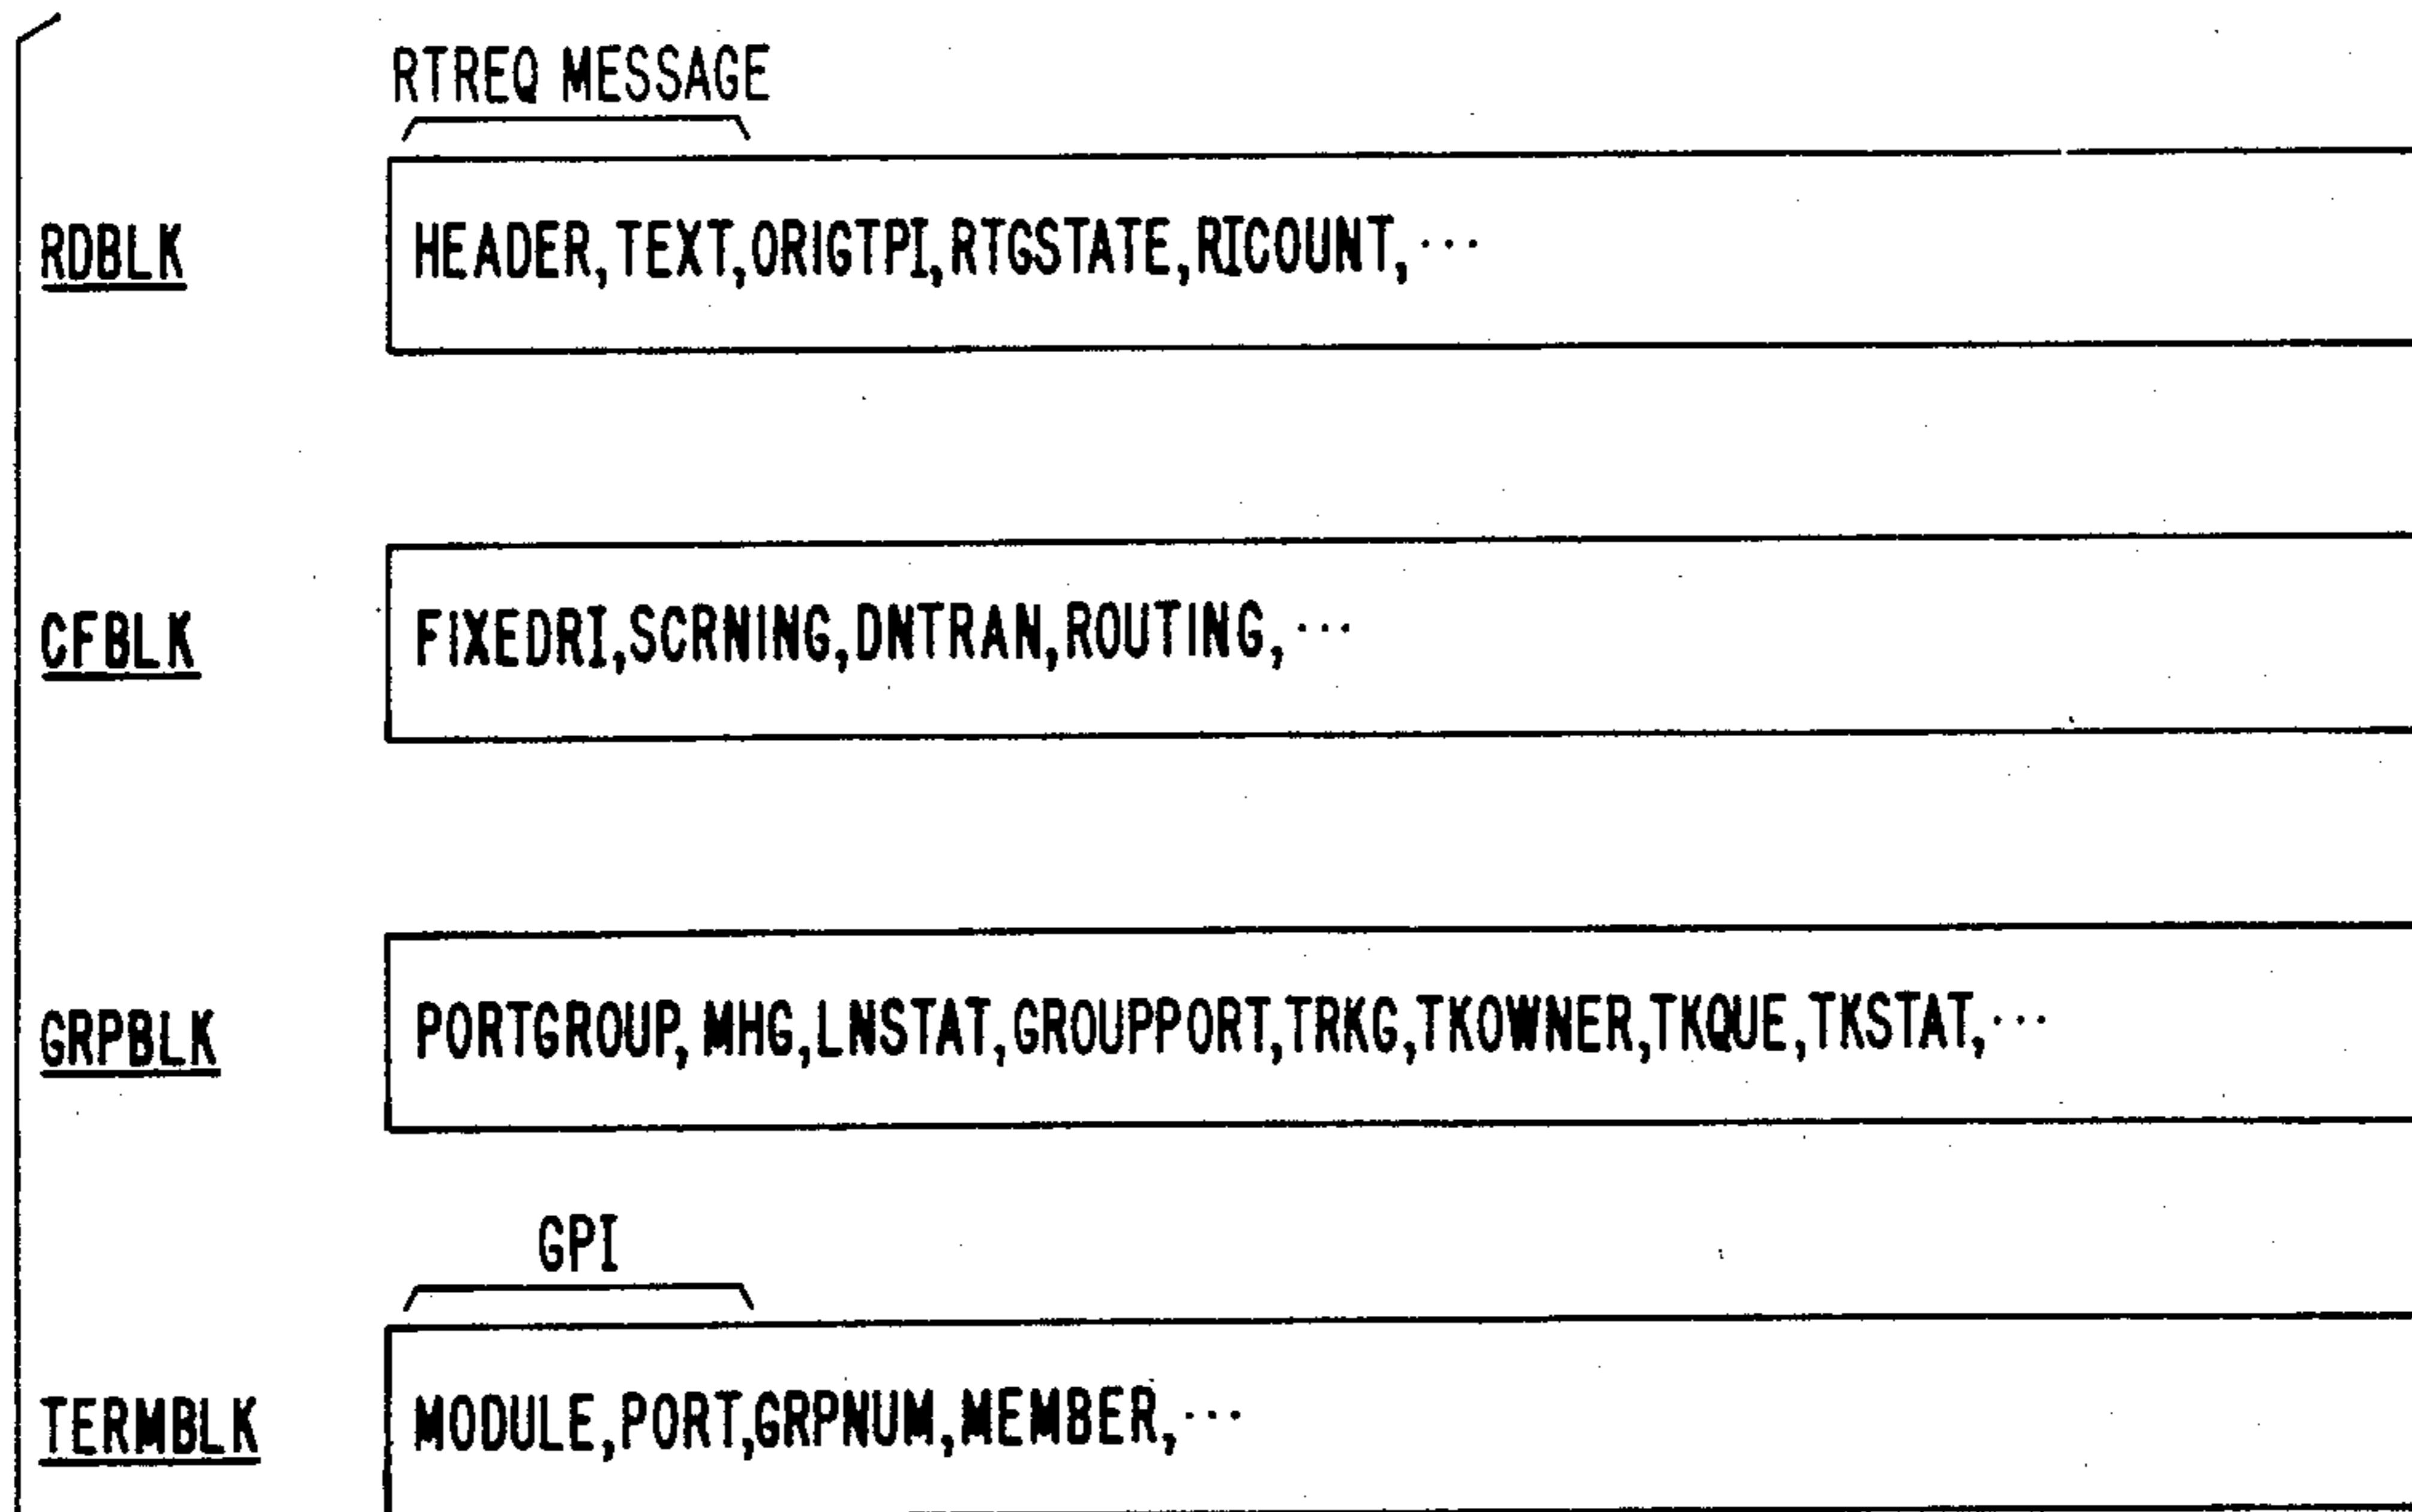 RTREQ MESSAGE
RDBLK
HEADER,TEXT,ORIGTPI,RTGSTATE,RICOUNT,...
CFBLK
FIXEDRI,SCRNING,DNTRAN,ROUTING,...
GRPBLK
PORTGROUP, MHG,LNSTAT,GROUPPORT,TRKG,TKOWNER,TKQUE,TKSTAT,...
GPI
TERMBLK
MODULE,PORT,GRPNUM,MEMBER,...